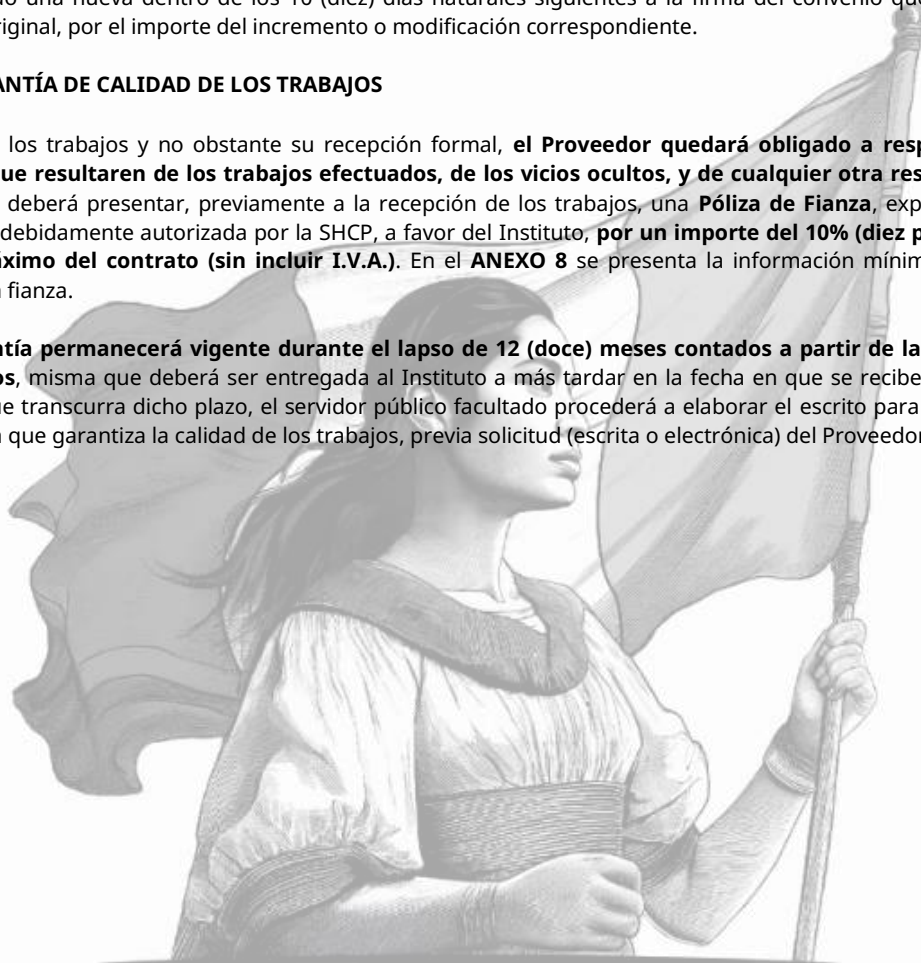 do una nueva dentro de los 10 (diez) días naturales siguientes a la firma del convenio que
riginal, por el importe del incremento o modificación correspondiente.
ANTÍA DE CALIDAD DE LOS TRABAJOS
los trabajos y no obstante su recepción formal, el Proveedor quedará obligado a resp
ue resultaren de los trabajos efectuados, de los vicios ocultos, y de cualquier otra res
deberá presentar, previamente a la recepción de los trabajos, una Póliza de Fianza, exp
debidamente autorizada por la SHCP, a favor del Instituto, por un importe del 10% (diez p
áximo del contrato (sin incluir I.V.A.). En el ANEXO 8 se presenta la información mínim
fianza.
ntía permanecerá vigente durante el lapso de 12 (doce) meses contados a partir de la
os, misma que deberá ser entregada al Instituto a más tardar en la fecha en que se recibe
ue transcurra dicho plazo, el servidor público facultado procederá a elaborar el escrito para
que garantiza la calidad de los trabajos, previa solicitud (escrita o electrónica) del Proveedor